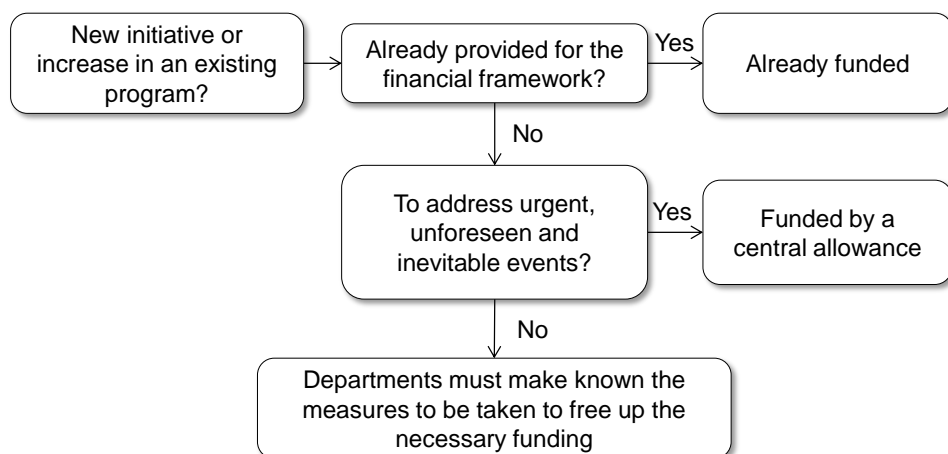 New initiative or
increase in an existing
program?
Already provided for the
financial framework?
Yes
Already funded
No
To address urgent,
unforeseen and
inevitable events?
Yes
Funded by a
central allowance
No
Departments must make known the
measures to be taken to free up the
necessary funding